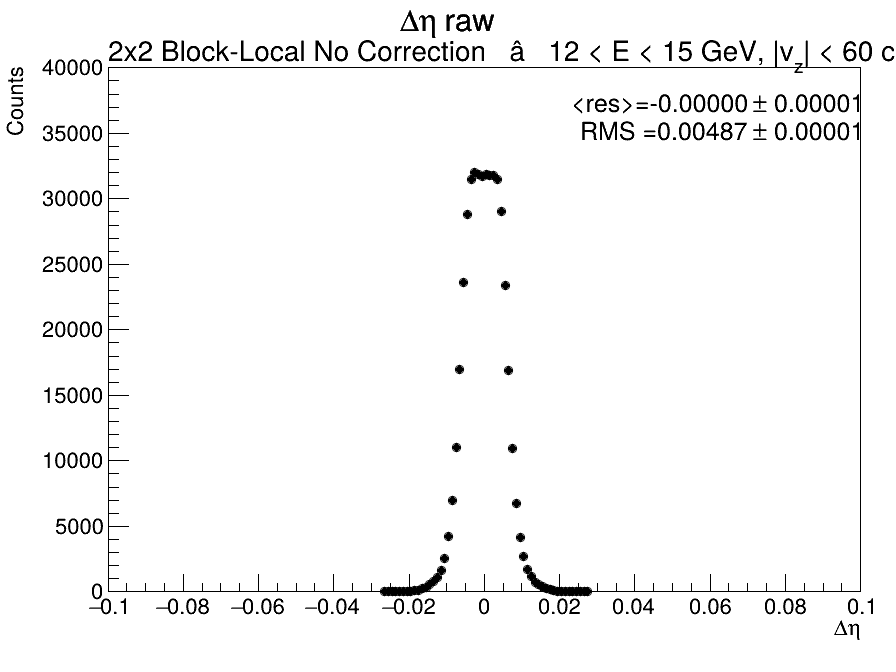 Δη raw
2x2 Block-Local No Correction â 12 < E < 15 GeV, |v_z| < 60 c
Counts
<res>=-0.00000 ± 0.00001
RMS =0.00487 ± 0.00001
40000
35000
30000
25000
20000
15000
10000
5000
0
−0.1 −0.08 −0.06 −0.04 −0.02 0 0.02 0.04 0.06 0.08 0.1
Δη